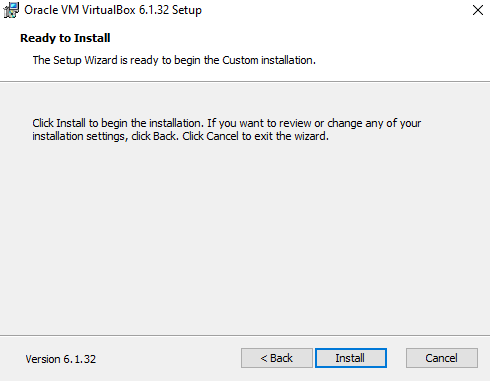 Oracle VM VirtualBox 6.1.32 Setup
Ready to Install
The Setup Wizard is ready to begin the Custom installation.
Click Install to begin the installation. If you want to review or change any of your
installation settings, click Back. Click Cancel to exit the wizard.
Version 6.1.32
< Back
Install
Cancel